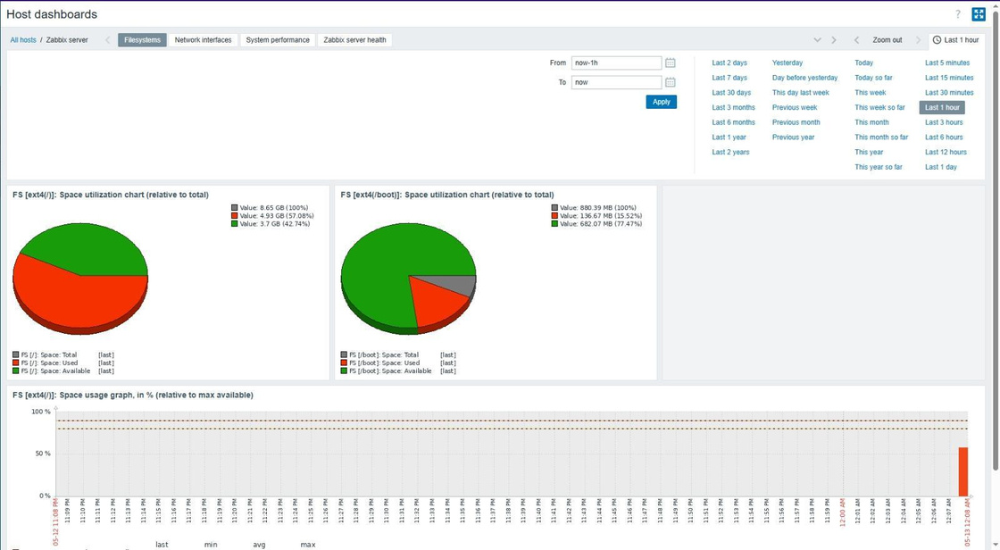 Host dashboards
?
All hosts / Zabbix server
Filesystems
Network interfaces
System performance
Zabbix server health
Zoom out
Last 1 hour
From now-1h
To now
Apply
Last 2 days Yesterday Today Last 5 minutes
Last 7 days Day before yesterday Today so far Last 15 minutes
Last 30 days This day last week This week Last 30 minutes
Last 3 months Previous week This week so far Last 1 hour
Last 6 months Previous month This month Last 3 hours
Last 1 year Previous year This month so far Last 6 hours
Last 2 years This year Last 12 hours
This year so far Last 1 day
FS [ext4(/)]: Space utilization chart (relative to total)
Value: 8.65 GB (100%)
Value: 4.93 GB (57.08%)
Value: 3.7 GB (42.74%)
FS [/]: Space: Total [last]
FS [/]: Space: Used [last]
FS [/]: Space: Available [last]
FS [ext4(/boot)]: Space utilization chart (relative to total)
Value: 880.39 MB (100%)
Value: 136.67 MB (15.52%)
Value: 682.07 MB (77.47%)
FS [/boot]: Space: Total [last]
FS [/boot]: Space: Used [last]
FS [/boot]: Space: Available [last]
FS [ext4(/)]: Space usage graph, in % (relative to max available)
100 %
50 %
0 %
05-12 11:08 PM
11:09 PM
11:10 PM
11:11 PM
11:12 PM
11:13 PM
11:14 PM
11:15 PM
11:16 PM
11:17 PM
11:18 PM
11:19 PM
11:20 PM
11:21 PM
11:22 PM
11:23 PM
11:24 PM
11:25 PM
11:26 PM
11:27 PM
11:28 PM
11:29 PM
11:30 PM
11:31 PM
11:32 PM
11:33 PM
11:34 PM
11:35 PM
11:36 PM
11:37 PM
11:38 PM
11:39 PM
11:40 PM
11:41 PM
11:42 PM
11:43 PM
11:44 PM
11:45 PM
11:46 PM
11:47 PM
11:48 PM
11:49 PM
11:50 PM
11:51 PM
11:52 PM
11:53 PM
11:54 PM
11:55 PM
11:56 PM
11:57 PM
11:58 PM
11:59 PM
12:00 AM
12:01 AM
12:02 AM
12:03 AM
12:04 AM
12:05 AM
12:06 AM
12:07 AM
05-13 12:08 AM
last min avg max